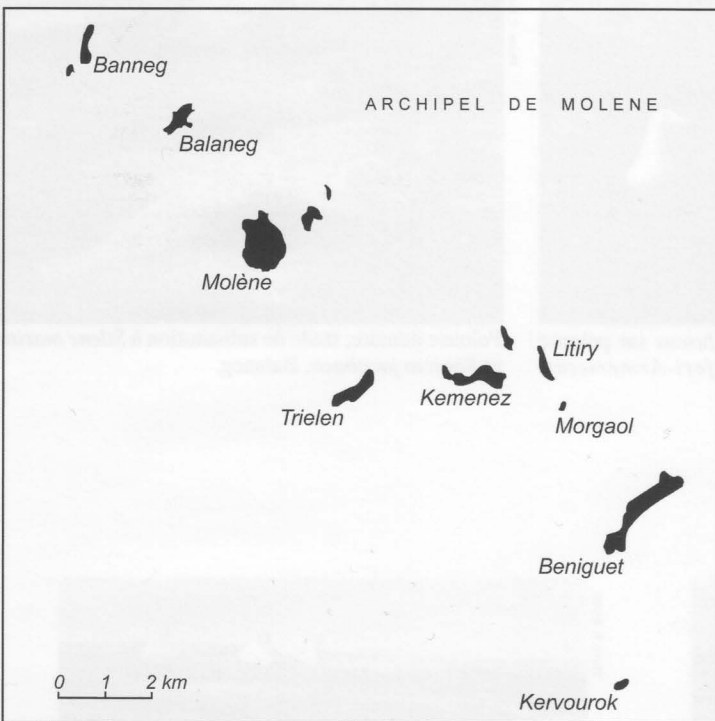 Banneg
ARCHIPEL DE MOLENE
Balaneg
Molène
Litiry
Kemenez
Trielen
Morgaol
Beniguet
0 1 2 km
Kervourok